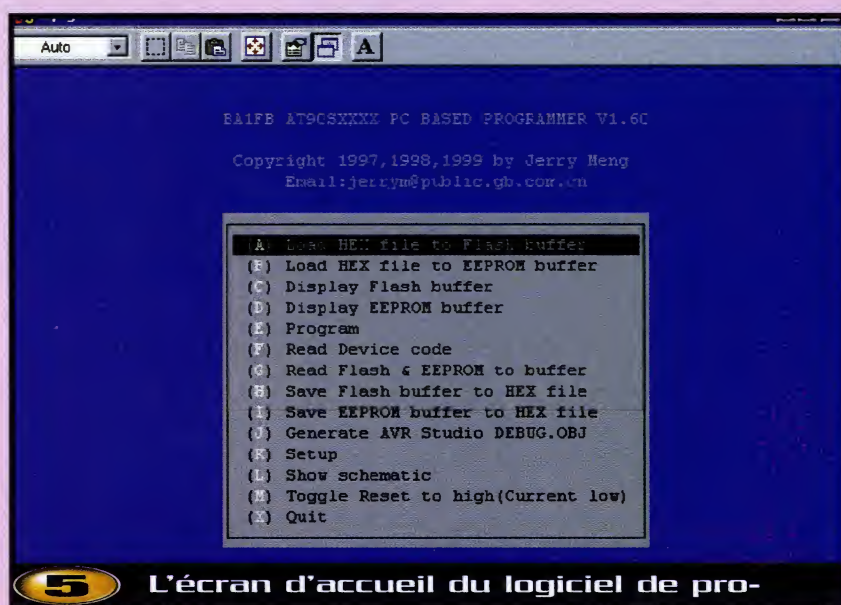 Auto
A
BA1FB AT90SXXXX PC BASED PROGRAMMER V1.60
Copyright 1997,1998,1999 by Jerry Meng
Email:jerrym@public.gb.com.cn
(A) Load HEX file to Flash buffer
(B) Load HEX file to EEPROM buffer
(C) Display Flash buffer
(D) Display EEPROM buffer
(E) Program
(F) Read Device code
(G) Read Flash & EEPROM to buffer
(H) Save Flash buffer to HEX file
(I) Save EEPROM buffer to HEX file
(J) Generate AVR Studio DEBUG.OBJ
(K) Setup
(L) Show schematic
(M) Toggle Reset to high(Current low)
(X) Quit
5 L'écran d'accueil du logiciel de pro-